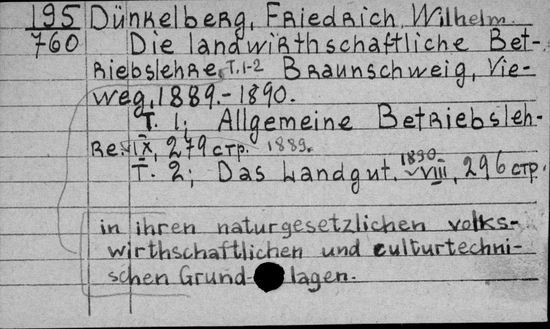 195 Dünkelberg, Friedrich Wilhelm.
760 Die landwirthschaftliche Bet-
riebslehre, T. 1-2 Braunschweig, Vie-
weg, 1889.-1890.
T. 1; Allgemeine Betriebsleh-
re. IX, 279 стр. 1889.
T. 2; Das Landgut. 1890. VIII, 296 стр.
in ihren naturgesetzlichen volks-
wirthschaftlichen und culturtechni-
schen Grund-lagen.